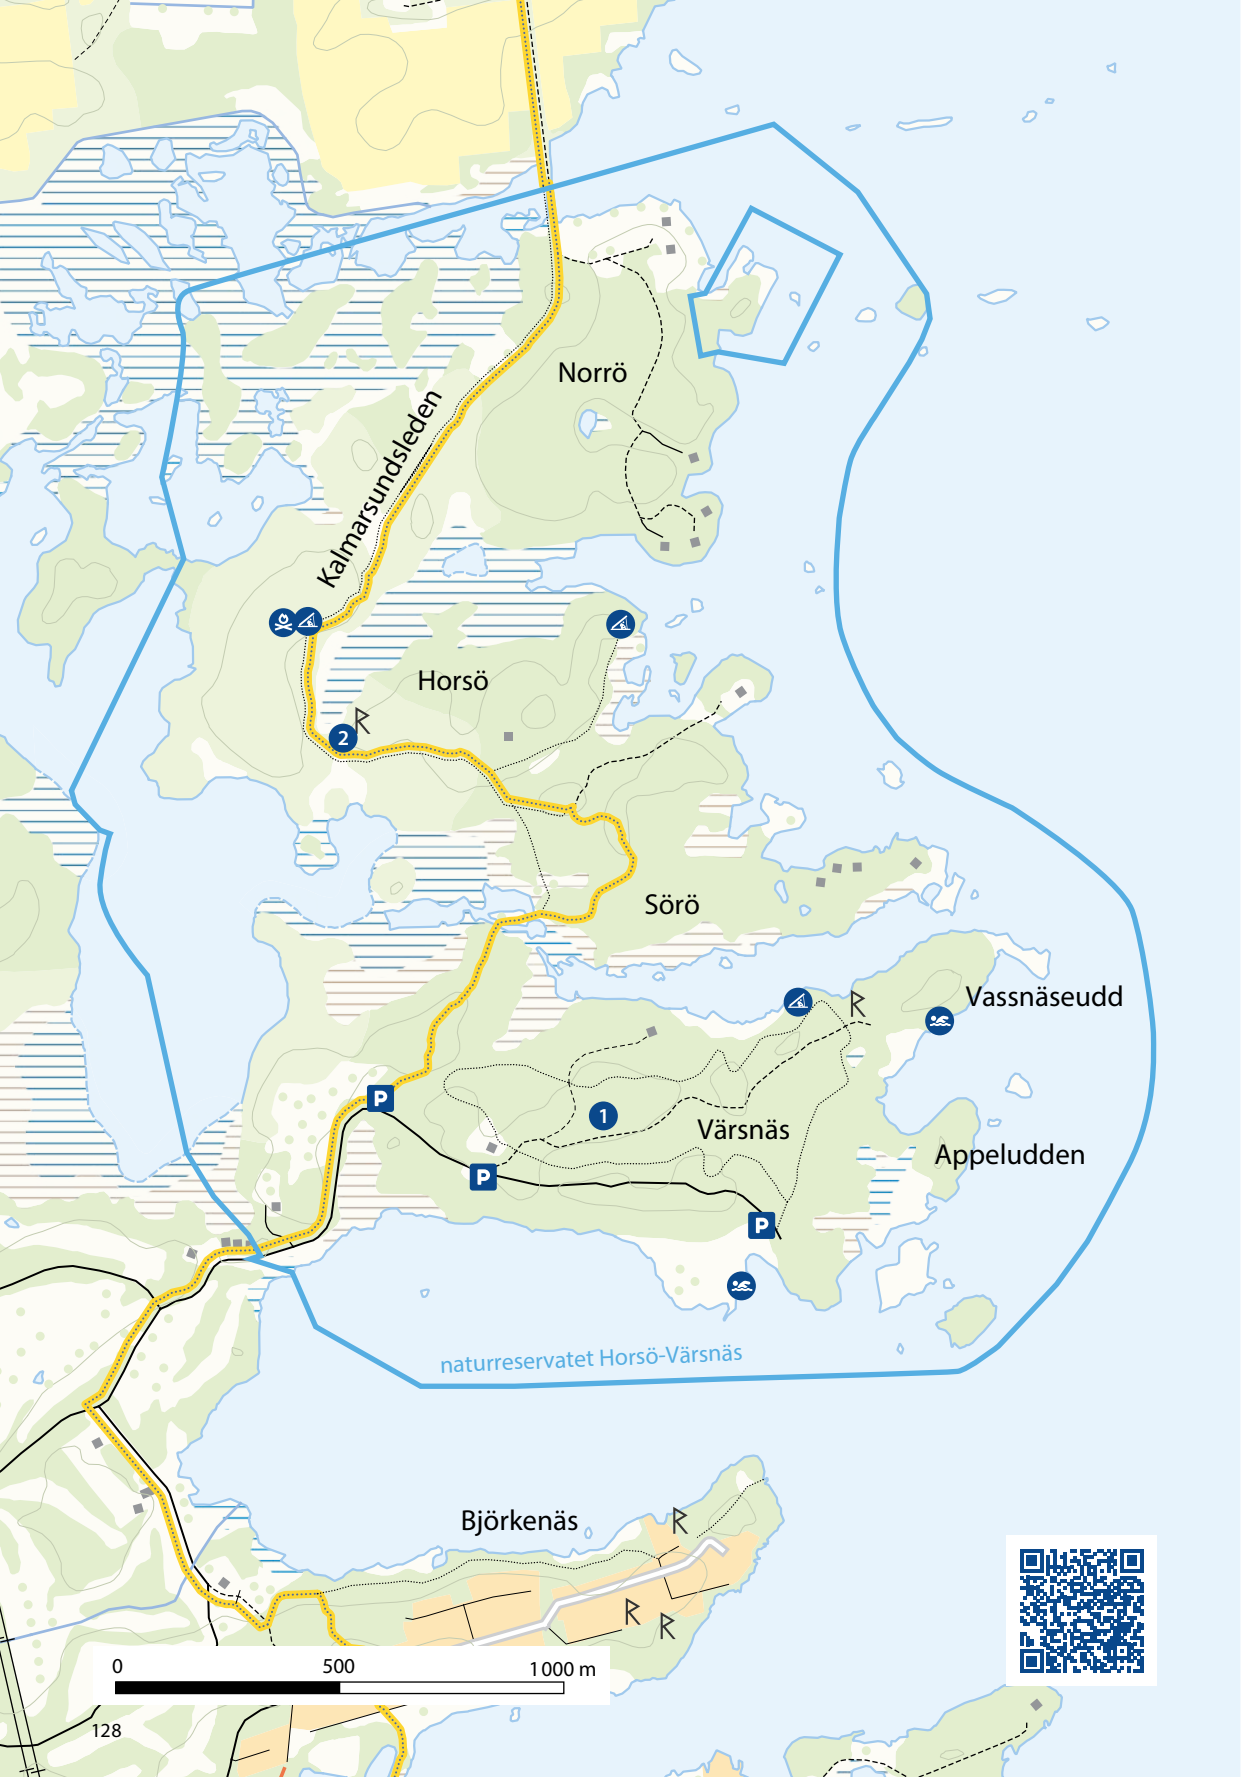 Norrö
Kalmarsundsleden
Horsö
2
Sörö
Vassnäseudd
P
1
Värsnäs
Appeludden
P
P
naturreservatet Horsö-Värsnäs
Björkenäs
0 500 1 000 m
128